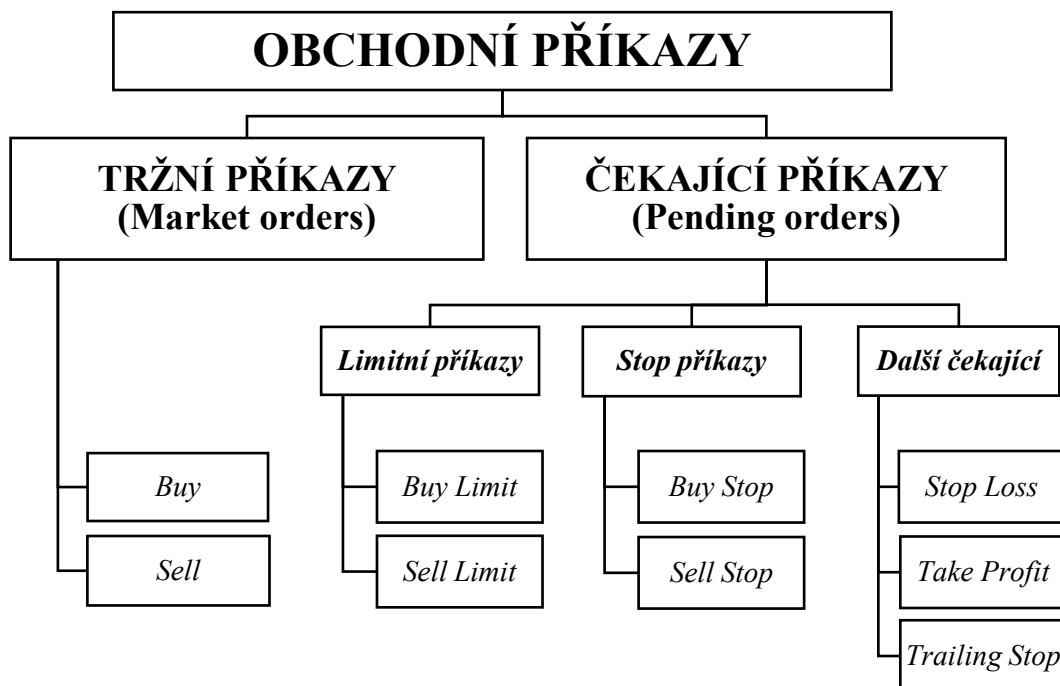 OBCHODNÍ PŘÍKAZY
TRŽNÍ PŘÍKAZY
(Market orders)
ČEKAJÍCÍ PŘÍKAZY
(Pending orders)
Limitní příkazy
Stop příkazy
Další čekající
Buy
Buy Limit
Buy Stop
Stop Loss
Sell
Sell Limit
Sell Stop
Take Profit
Trailing Stop